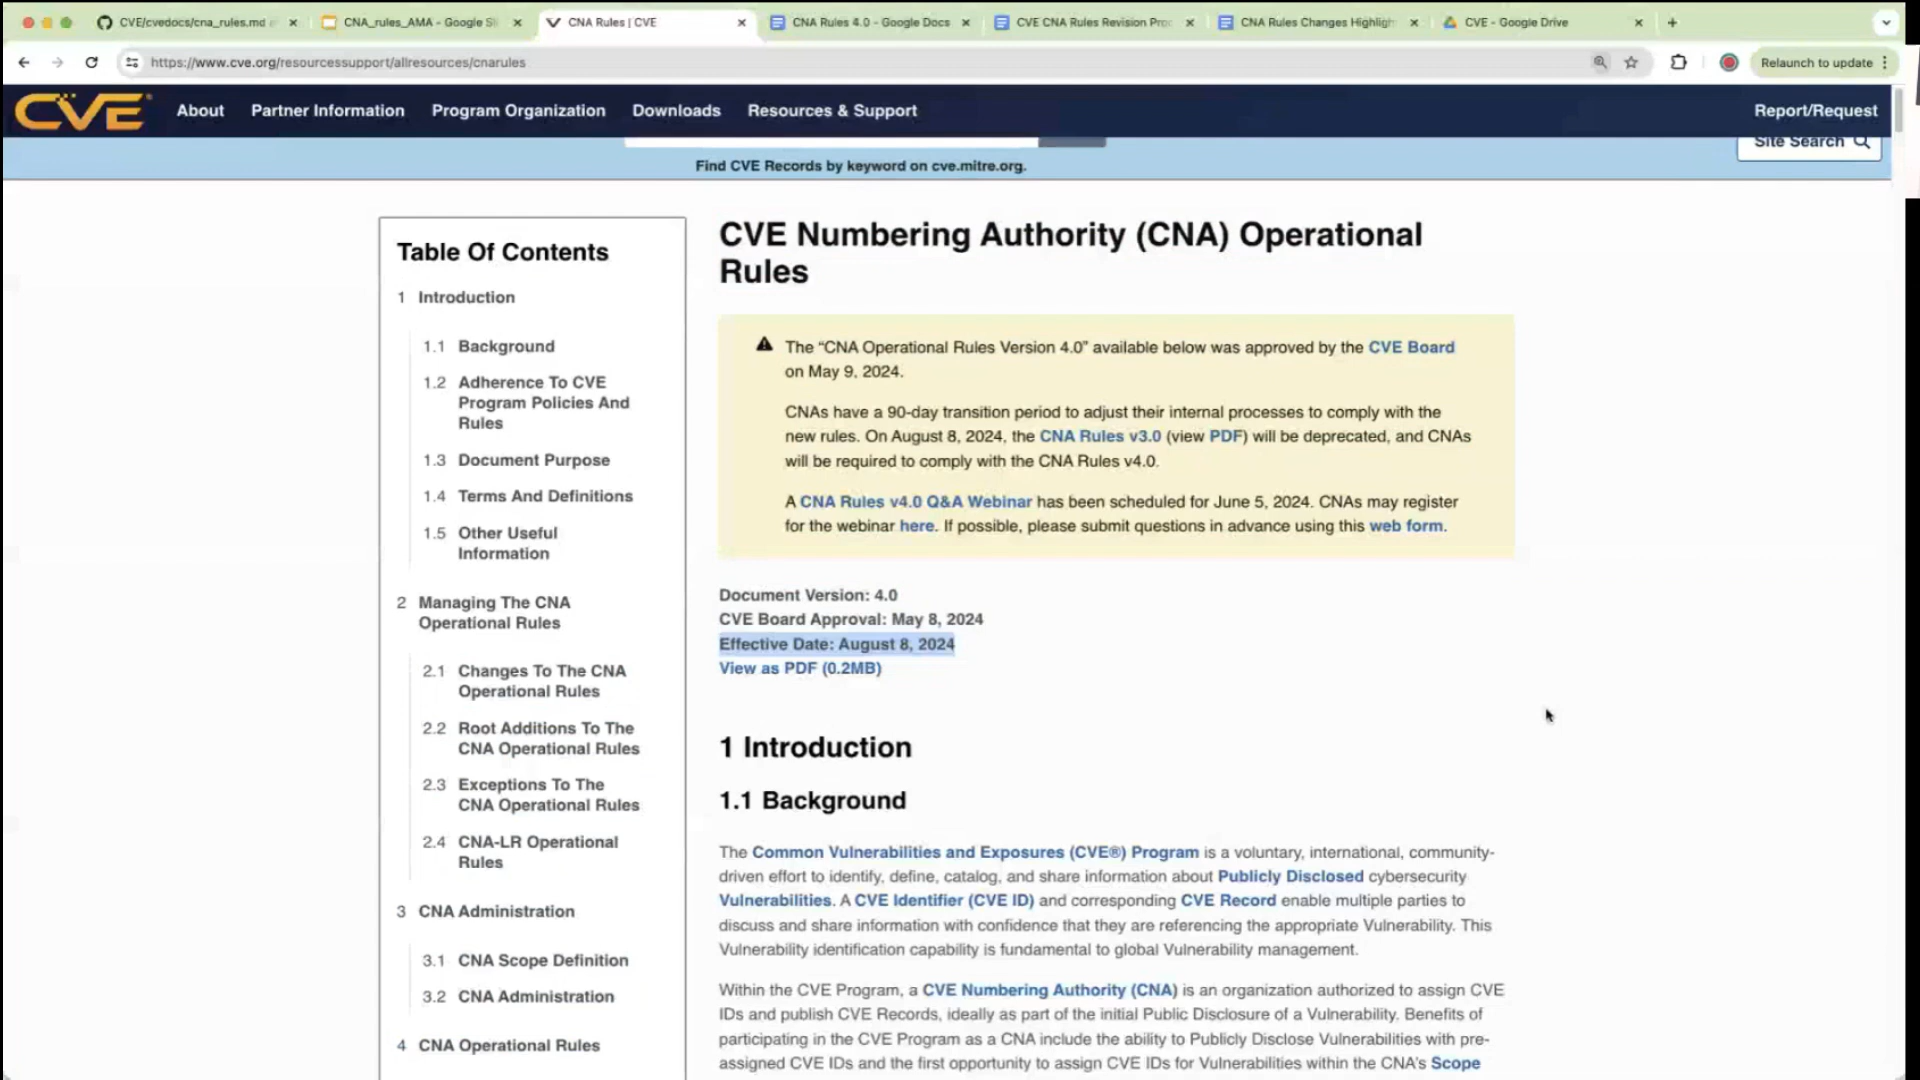 CVE/cvedocs/cna_rules.md
CNA_rules_AMA - Google
CNA Rules | CVE
CNA Rules 4.0 - Google Docs
CVE CNA Rules Revision
CNA Rules Changes
CVE - Google Drive
https://www.cve.org/resourcesupport/allresources/cnarules
Relaunch to update
CVE
About
Partner Information
Program Organization
Downloads
Resources & Support
Report/Request
Site Search
Find CVE Records by keyword on cve.mitre.org.
Table Of Contents
1 Introduction
1.1 Background
1.2 Adherence To CVE
Program Policies And
Rules
1.3 Document Purpose
1.4 Terms And Definitions
1.5 Other Useful
Information
2 Managing The CNA
Operational Rules
2.1 Changes To The CNA
Operational Rules
2.2 Root Additions To The
CNA Operational Rules
2.3 Exceptions To The
CNA Operational Rules
2.4 CNA-LR Operational
Rules
3 CNA Administration
3.1 CNA Scope Definition
3.2 CNA Administration
4 CNA Operational Rules
CVE Numbering Authority (CNA) Operational
Rules
The “CNA Operational Rules Version 4.0” available below was approved by the CVE Board
on May 9, 2024.
CNAs have a 90-day transition period to adjust their internal processes to comply with the
new rules. On August 8, 2024, the CNA Rules v3.0 (view PDF) will be deprecated, and CNAs
will be required to comply with the CNA Rules v4.0.
A CNA Rules v4.0 Q&A Webinar has been scheduled for June 5, 2024. CNAs may register
for the webinar here. If possible, please submit questions in advance using this web form.
Document Version: 4.0
CVE Board Approval: May 8, 2024
Effective Date: August 8, 2024
View as PDF (0.2MB)
1 Introduction
1.1 Background
The Common Vulnerabilities and Exposures (CVE®) Program is a voluntary, international, community-
driven effort to identify, define, catalog, and share information about Publicly Disclosed cybersecurity
Vulnerabilities. A CVE Identifier (CVE ID) and corresponding CVE Record enable multiple parties to
discuss and share information with confidence that they are referencing the appropriate Vulnerability. This
Vulnerability identification capability is fundamental to global Vulnerability management.
Within the CVE Program, a CVE Numbering Authority (CNA) is an organization authorized to assign CVE
IDs and publish CVE Records, ideally as part of the initial Public Disclosure of a Vulnerability. Benefits of
participating in the CVE Program as a CNA include the ability to Publicly Disclose Vulnerabilities with pre-
assigned CVE IDs and the first opportunity to assign CVE IDs for Vulnerabilities within the CNA’s Scope